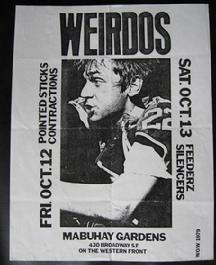 WEIRDOS
FRI. OCT. 12
POINTED STICKS
CONTRACTIONS
SAT. OCT. 13
FEEDERZ
SILENCERS
MABUHAY GARDENS
430 BROADWAY S.F.
ON THE WESTERN FRONT